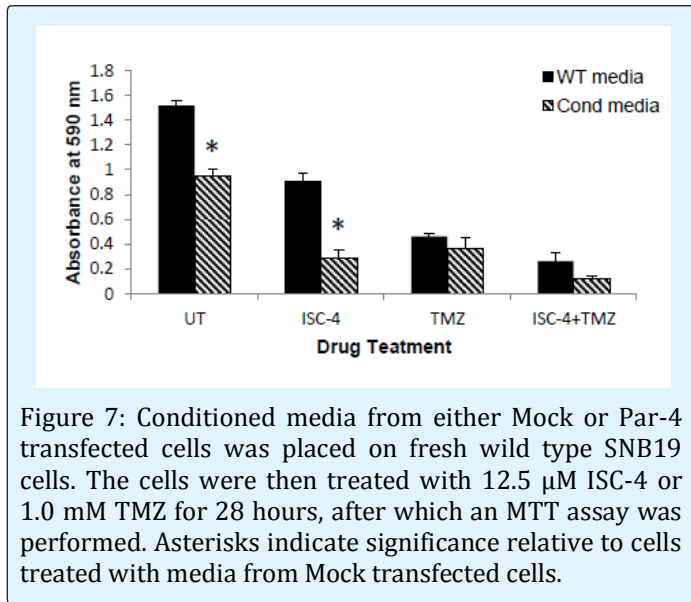 1.8
1.6
1.4
1.2
1
0.8
0.6
0.4
0.2
0
Absorbance at 590 nm
WT media
Cond media
*
*
UT ISC-4 TMZ ISC-4+TMZ
Drug Teatment
Figure 7: Conditioned media from either Mock or Par-4
transfected cells was placed on fresh wild type SNB19
cells. The cells were then treated with 12.5 μM ISC-4 or
1.0 mM TMZ for 28 hours, after which an MTT assay was
performed. Asterisks indicate significance relative to cells
treated with media from Mock transfected cells.